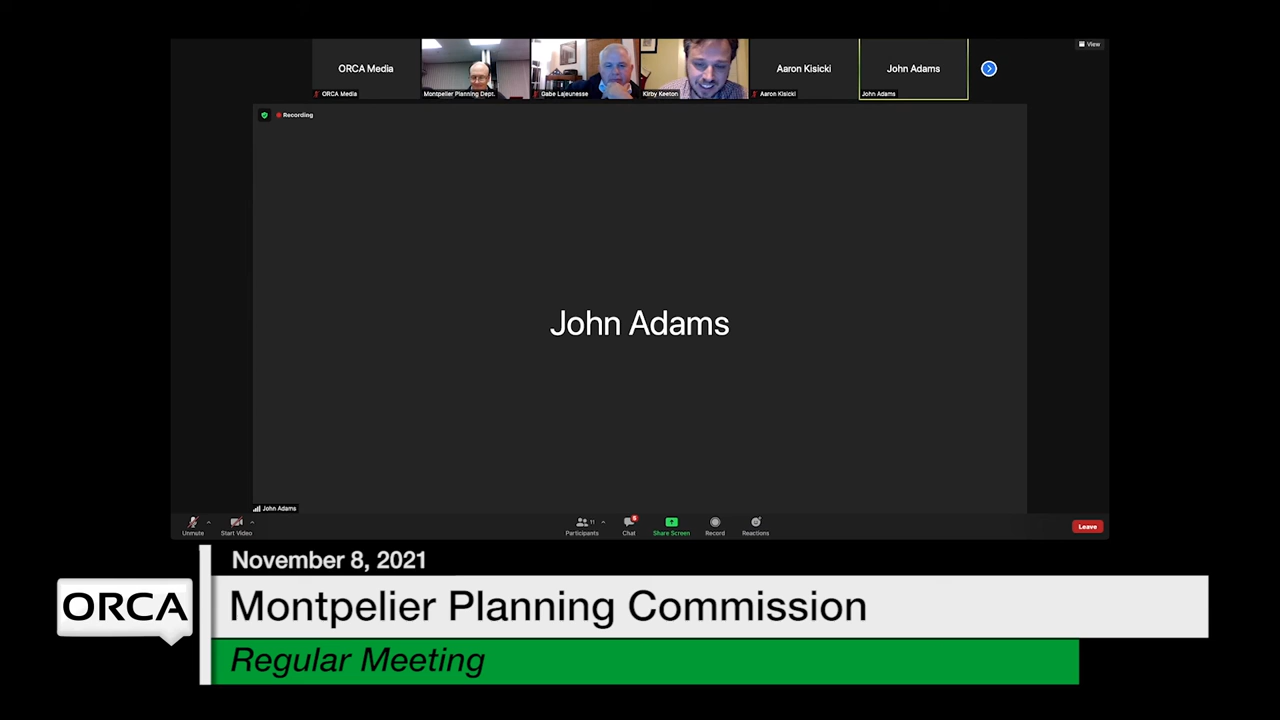 View
ORCA Media
Aaron Kisicki
John Adams
ORCA Media
Montpelier Planning Dept.
Gabe Lajeunesse
Kirby Keeton
Aaron Kisicki
John Adams
Recording
John Adams
John Adams
Unmute
Start Video
Participants
11
Chat
Share Screen
Record
Reactions
Leave
November 8, 2021
ORCA
Montpelier Planning Commission
Regular Meeting